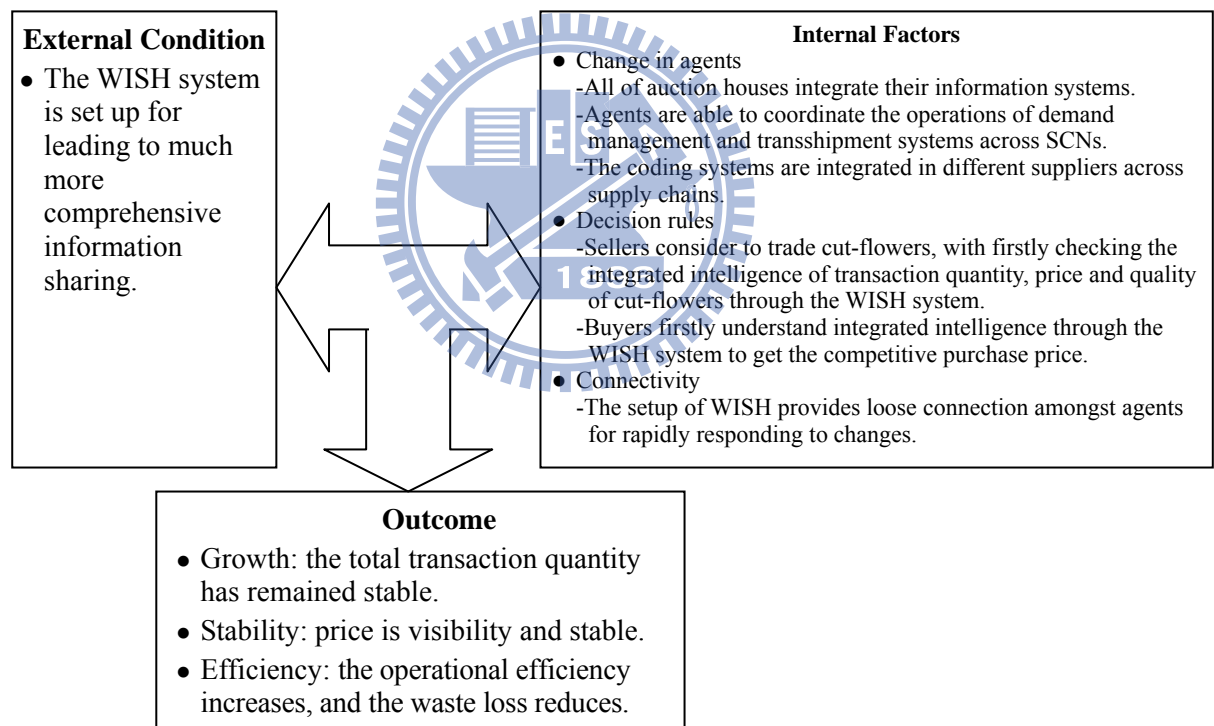 External Condition
● The WISH system
is set up for
leading to much
more
comprehensive
information
sharing.
Internal Factors
● Change in agents
-All of auction houses integrate their information systems.
-Agents are able to coordinate the operations of demand
management and transshipment systems across SCNs.
-The coding systems are integrated in different suppliers across
supply chains.
● Decision rules
-Sellers consider to trade cut-flowers, with firstly checking the
integrated intelligence of transaction quantity, price and quality
of cut-flowers through the WISH system.
-Buyers firstly understand integrated intelligence through the
WISH system to get the competitive purchase price.
● Connectivity
-The setup of WISH provides loose connection amongst agents
for rapidly responding to changes.
ESA
1896
Outcome
● Growth: the total transaction quantity
has remained stable.
● Stability: price is visibility and stable.
● Efficiency: the operational efficiency
increases, and the waste loss reduces.